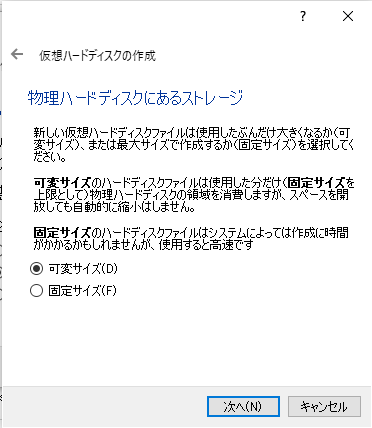 ?
仮想ハードディスクの作成
物理ハードディスクにあるストレージ
新しい仮想ハードディスクファイルは使用したぶんだけ大きくなるか(可
変サイズ)、または最大サイズで作成するか(固定サイズ)を選択してく
ださい。
可変サイズのハードディスクファイルは使用した分だけ(固定サイズを
上限として)物理ハードディスクの領域を消費しますが、スペースを開
放しても自動的に縮小はしません。
固定サイズのハードディスクファイルはシステムによっては作成に時間
がかかるかもしれませんが、使用すると高速です
可変サイズ(D)
固定サイズ(F)
次へ(N)
キャンセル